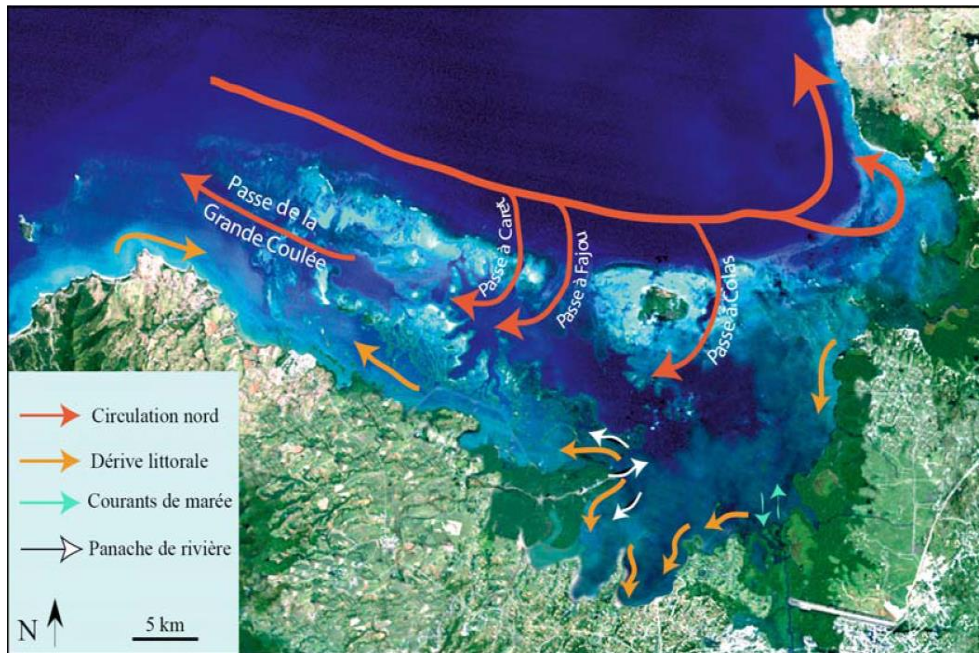 Passe de la
Grande Coulée
Passe à Caret
Passe à Fajou
Passe à Colas
Circulation nord
Dérive littorale
Courants de marée
Panache de rivière
N
5 km